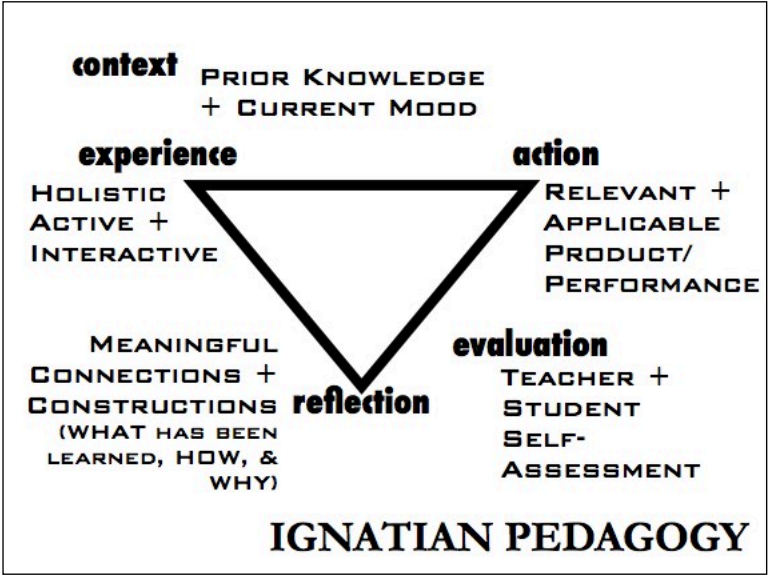 context
PRIOR KNOWLEDGE
+ CURRENT MOOD
experience
HOLISTIC
ACTIVE +
INTERACTIVE
action
RELEVANT +
APPLICABLE
PRODUCT/
PERFORMANCE
MEANINGFUL
CONNECTIONS +
CONSTRUCTIONS
(WHAT HAS BEEN
LEARNED, HOW, &
WHY)
reflection
evaluation
TEACHER +
STUDENT
SELF-
ASSESSMENT
IGNATIAN PEDAGOGY